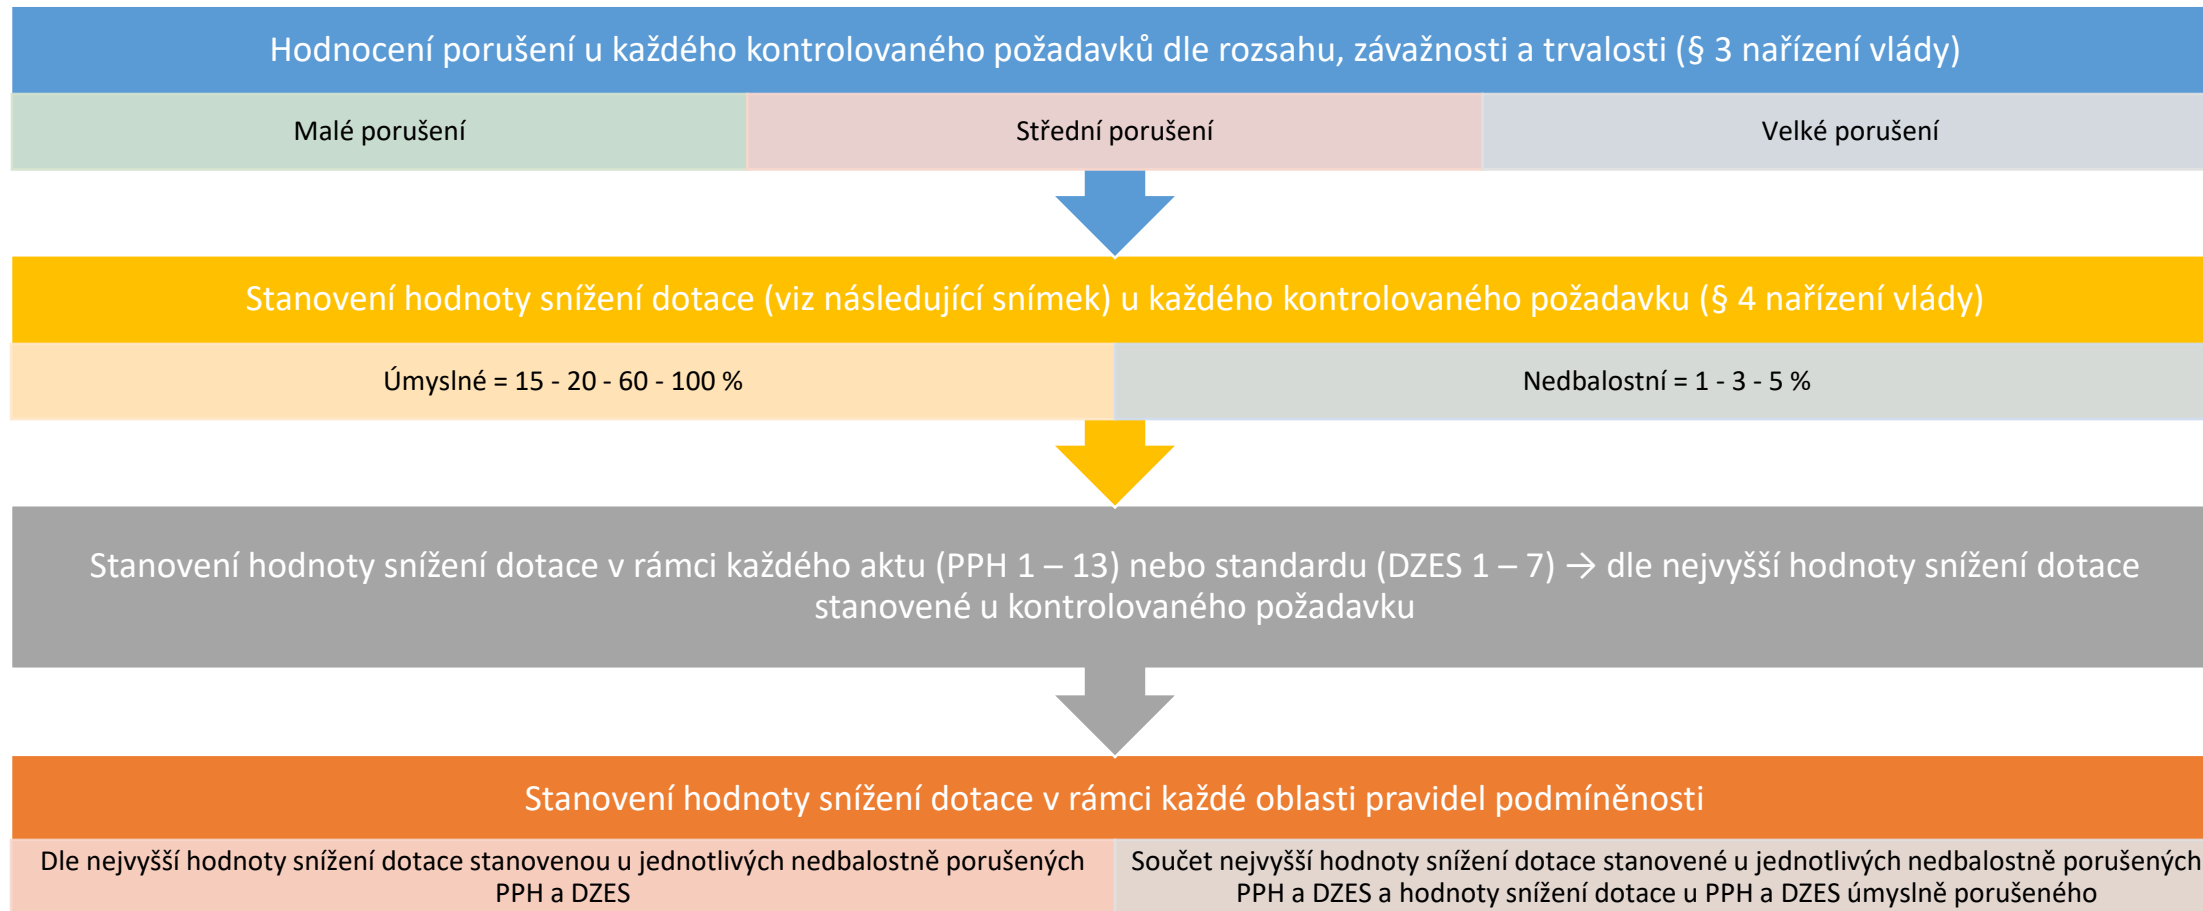 Hodnocení porušení u každého kontrolovaného požadavků dle rozsahu, závažnosti a trvalosti (§ 3 nařízení vlády)
Malé porušení
Střední porušení
Velké porušení
Stanovení hodnoty snížení dotace (viz následující snímek) u každého kontrolovaného požadavku (§ 4 nařízení vlády)
Úmyslné = 15 - 20 - 60 - 100 %
Nedbalostní = 1 - 3 - 5 %
Stanovení hodnoty snížení dotace v rámci každého aktu (PPH 1 – 13) nebo standardu (DZES 1 – 7) → dle nejvyšší hodnoty snížení dotace
stanovené u kontrolovaného požadavku
Stanovení hodnoty snížení dotace v rámci každé oblasti pravidel podmíněnosti
Dle nejvyšší hodnoty snížení dotace stanovenou u jednotlivých nedbalostně porušených
PPH a DZES
Součet nejvyšší hodnoty snížení dotace stanovené u jednotlivých nedbalostně porušených
PPH a DZES a hodnoty snížení dotace u PPH a DZES úmyslně porušeného